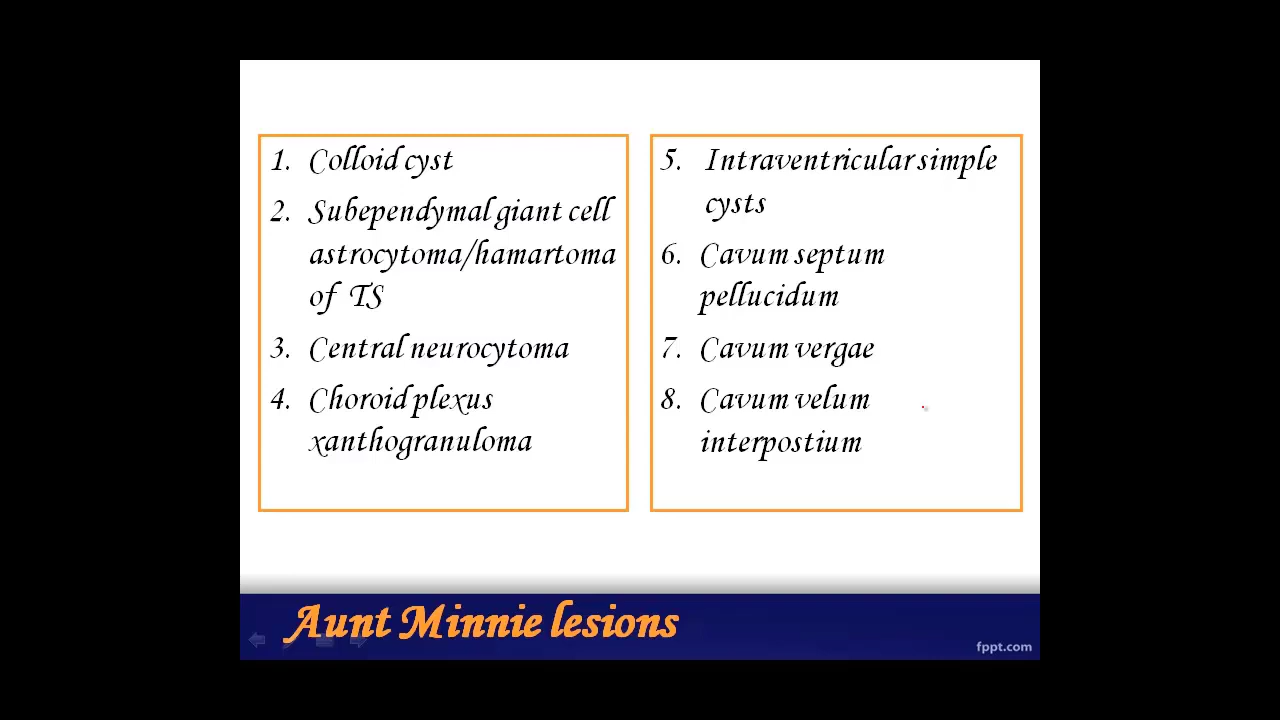 1. Colloid cyst
2. Subependymal giant cell
astrocytoma/hamartoma
of TS
3. Central neurocytoma
4. Choroid plexus
xanthogranuloma
5. Intraventricular simple
cysts
6. Cavum septum
pellucidum
7. Cavum vergae
8. Cavum velum
interpostium
Aunt Minnie lesions
fppt.com